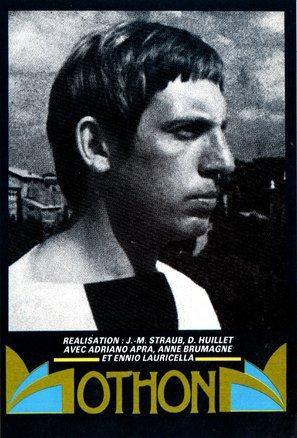 REALISATION : J.-M. STRAUB, D. HUILLET
AVEC ADRIANO APRA, ANNE BRUMAGNE
ET ENNIO LAURICELLA
OTHON